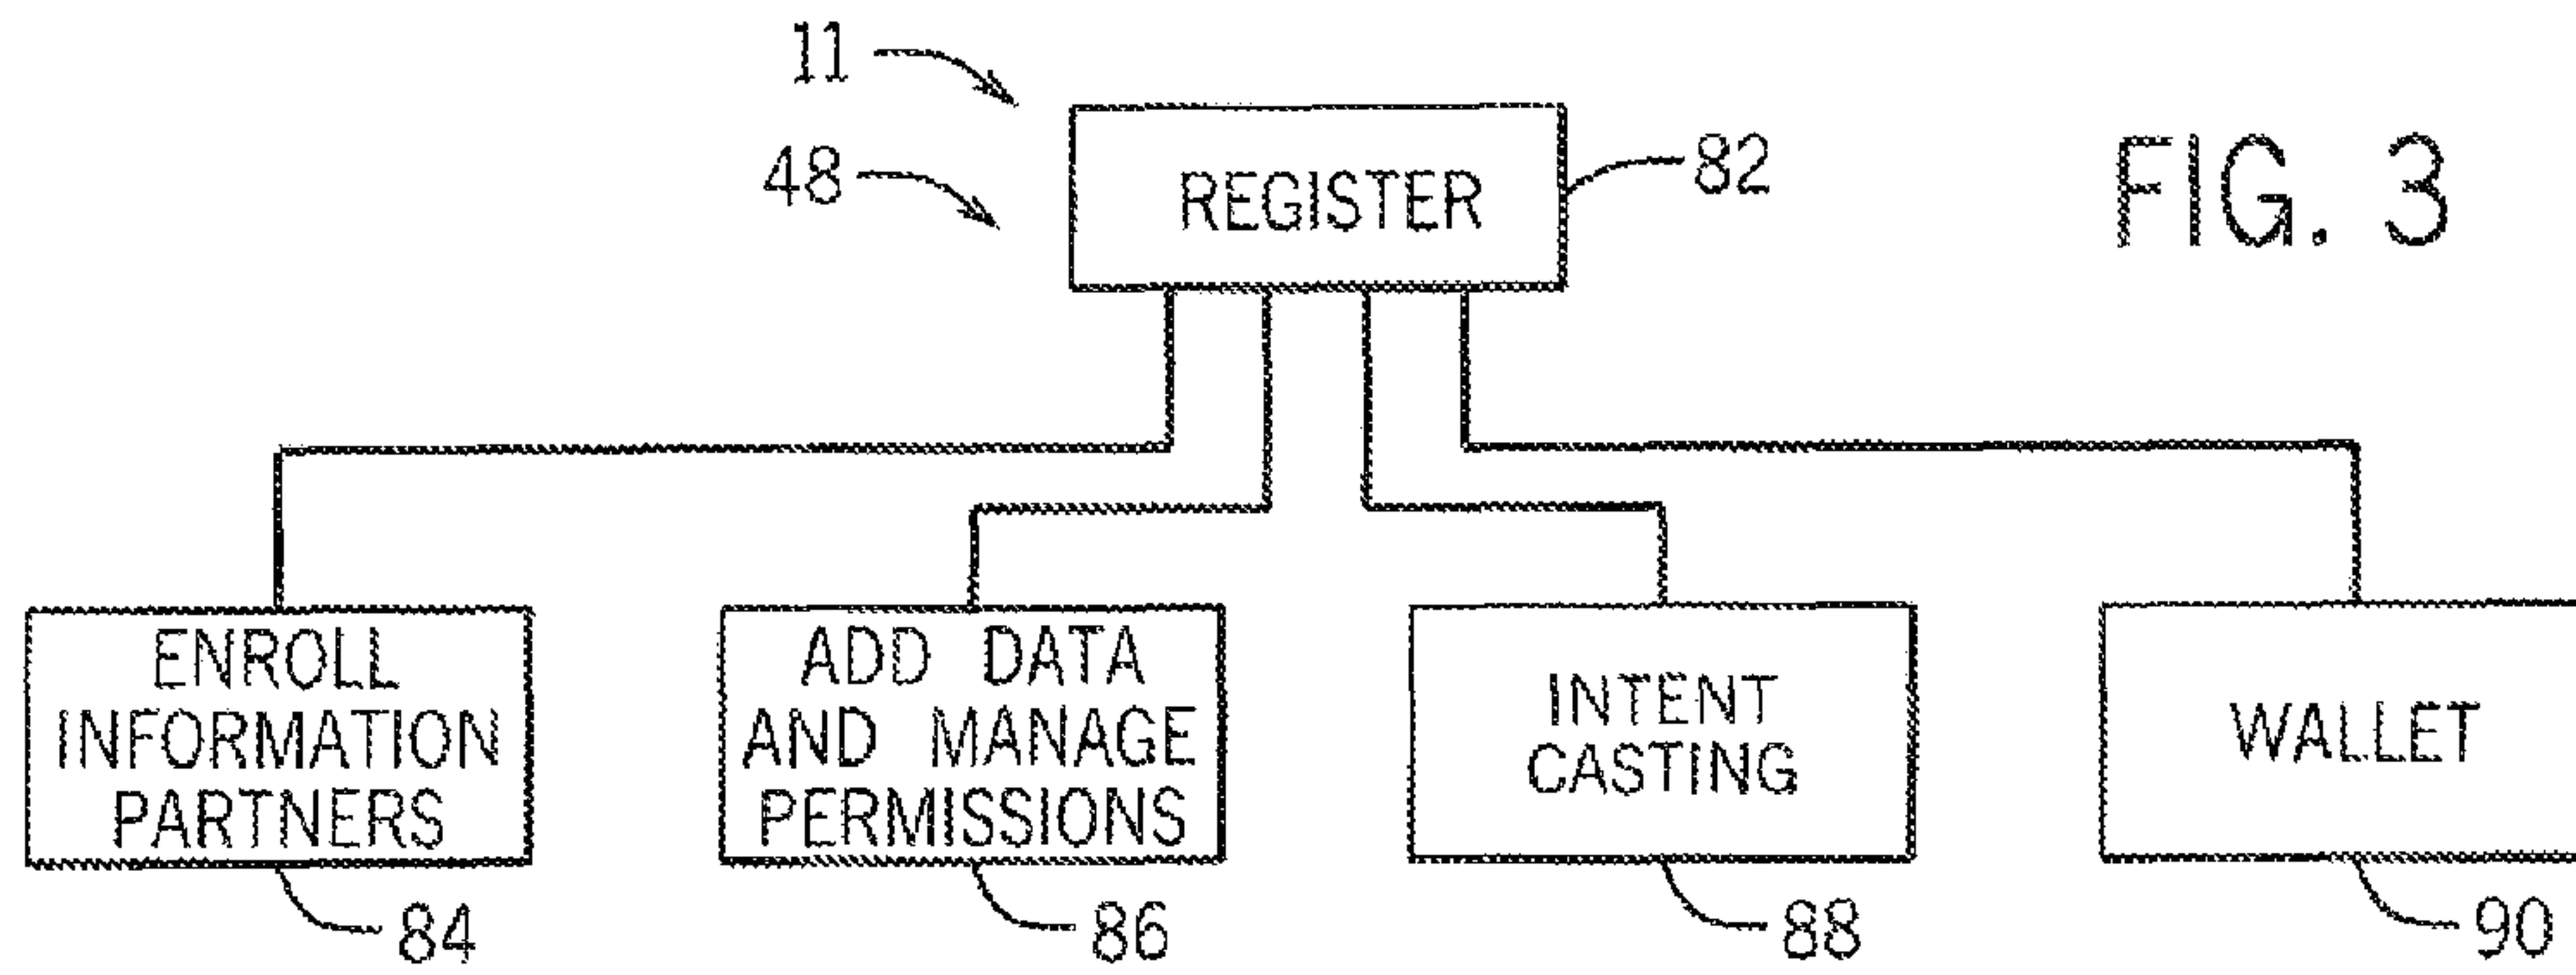 11
48
REGISTER
82
FIG. 3
ENROLL
INFORMATION
PARTNERS
84
ADD DATA
AND MANAGE
PERMISSIONS
86
INTENT
CASTING
88
WALLET
90